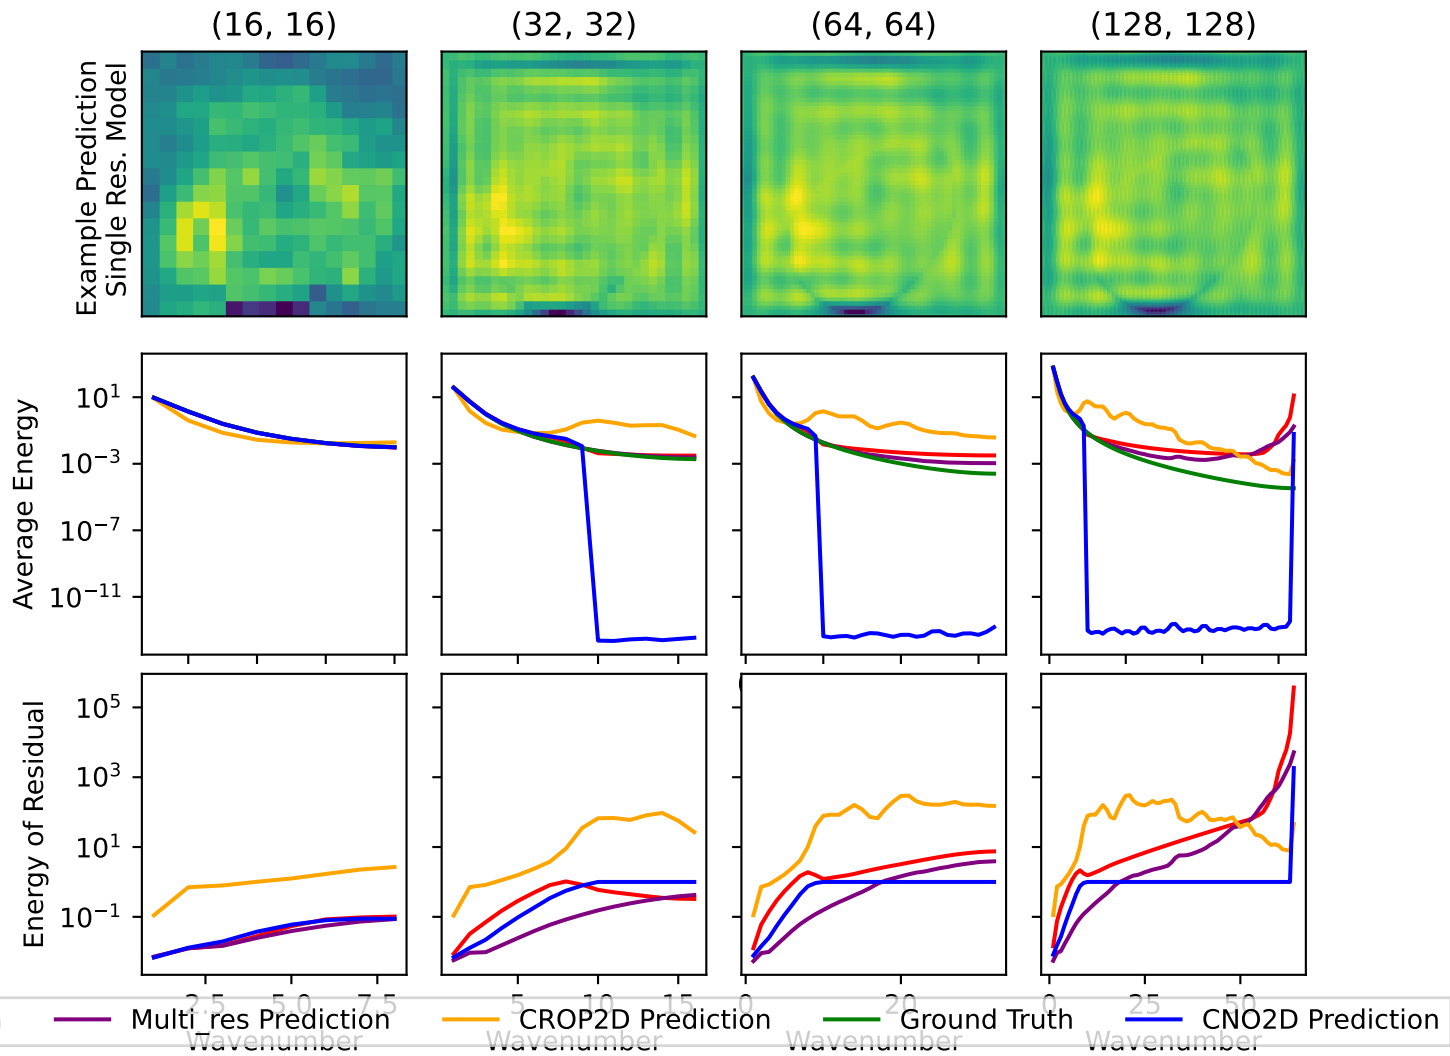 (16, 16) (32, 32) (64, 64) (128, 128)
Example Prediction
Single Res. Model
Average Energy
10^1
10^-3
10^-7
10^-11
Energy of Residual
10^5
10^3
10^1
10^-1
2.5 5.0 7.5 5 10 15 0 20 0 25 50
Multi_res Prediction CROP2D Prediction Ground Truth CNO2D Prediction
Wavenumber Wavenumber Wavenumber Wavenumber